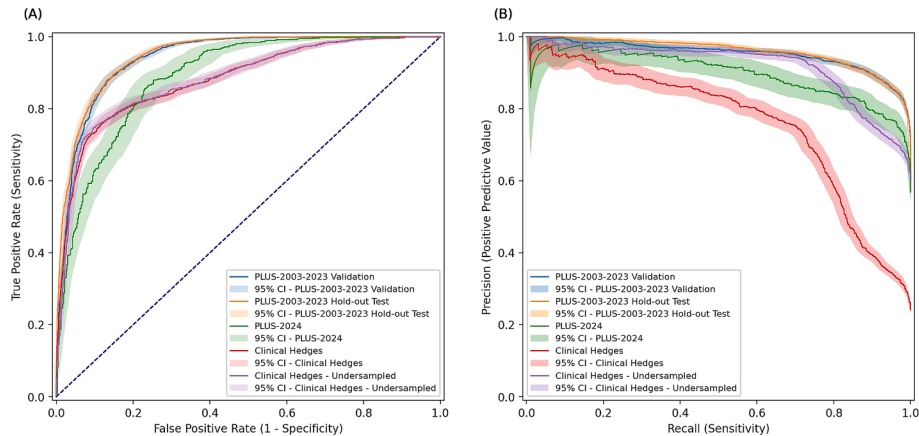 (A)
1.0
0.8
0.6
0.4
0.2
0.0
True Positive Rate (Sensitivity)
PLUS-2003-2023 Validation
95% CI - PLUS-2003-2023 Validation
PLUS-2003-2023 Hold-out Test
95% CI - PLUS-2003-2023 Hold-out Test
PLUS-2024
95% CI - PLUS-2024
Clinical Hedges
95% CI - Clinical Hedges
Clinical Hedges - Undersampled
95% CI - Clinical Hedges - Undersampled
0.0 0.2 0.4 0.6 0.8 1.0
False Positive Rate (1 - Specificity)
(B)
1.0
0.8
0.6
0.4
0.2
0.0
Precision (Positive Predictive Value)
PLUS-2003-2023 Validation
95% CI - PLUS-2003-2023 Validation
PLUS-2003-2023 Hold-out Test
95% CI - PLUS-2003-2023 Hold-out Test
PLUS-2024
95% CI - PLUS-2024
Clinical Hedges
95% CI - Clinical Hedges
Clinical Hedges - Undersampled
95% CI - Clinical Hedges - Undersampled
0.0 0.2 0.4 0.6 0.8 1.0
Recall (Sensitivity)